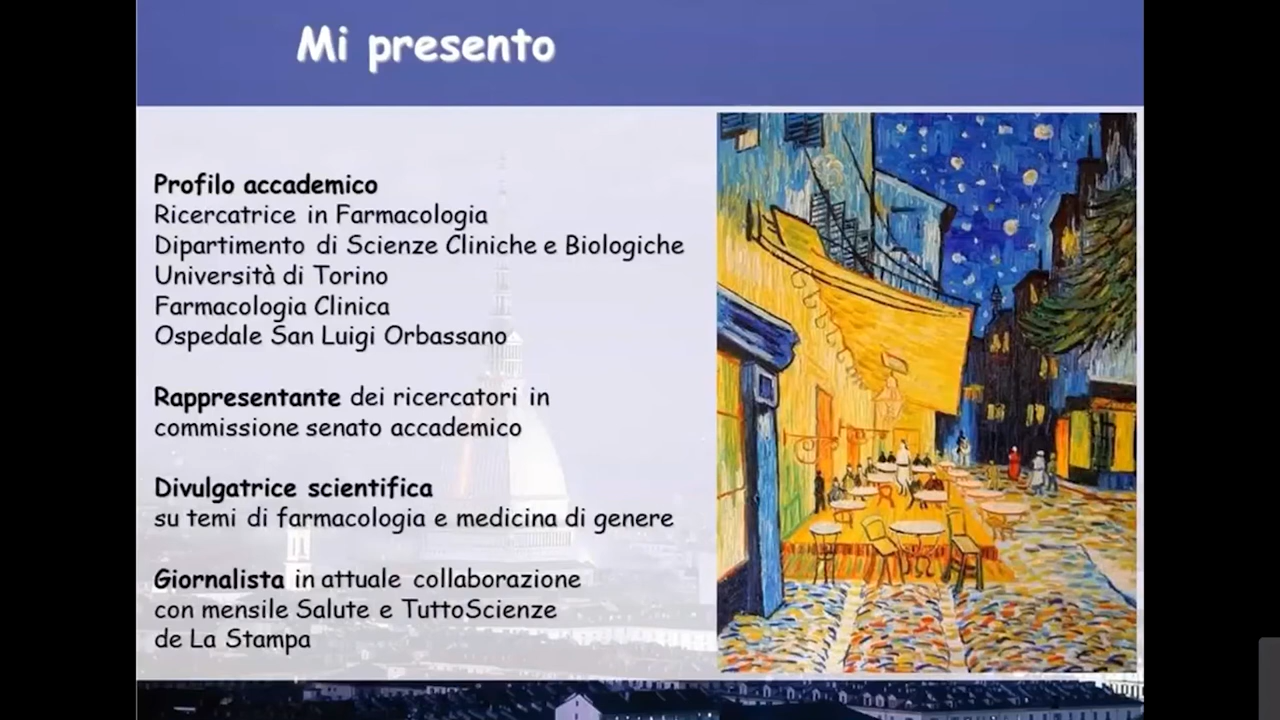 Mi presento
Profilo accademico
Ricercatrice in Farmacologia
Dipartimento di Scienze Cliniche e Biologiche
Università di Torino
Farmacologia Clinica
Ospedale San Luigi Orbassano
Rappresentante dei ricercatori in
commissione senato accademico
Divulgatrice scientifica
su temi di farmacologia e medicina di genere
Giornalista in attuale collaborazione
con mensile Salute e TuttoScienze
de La Stampa